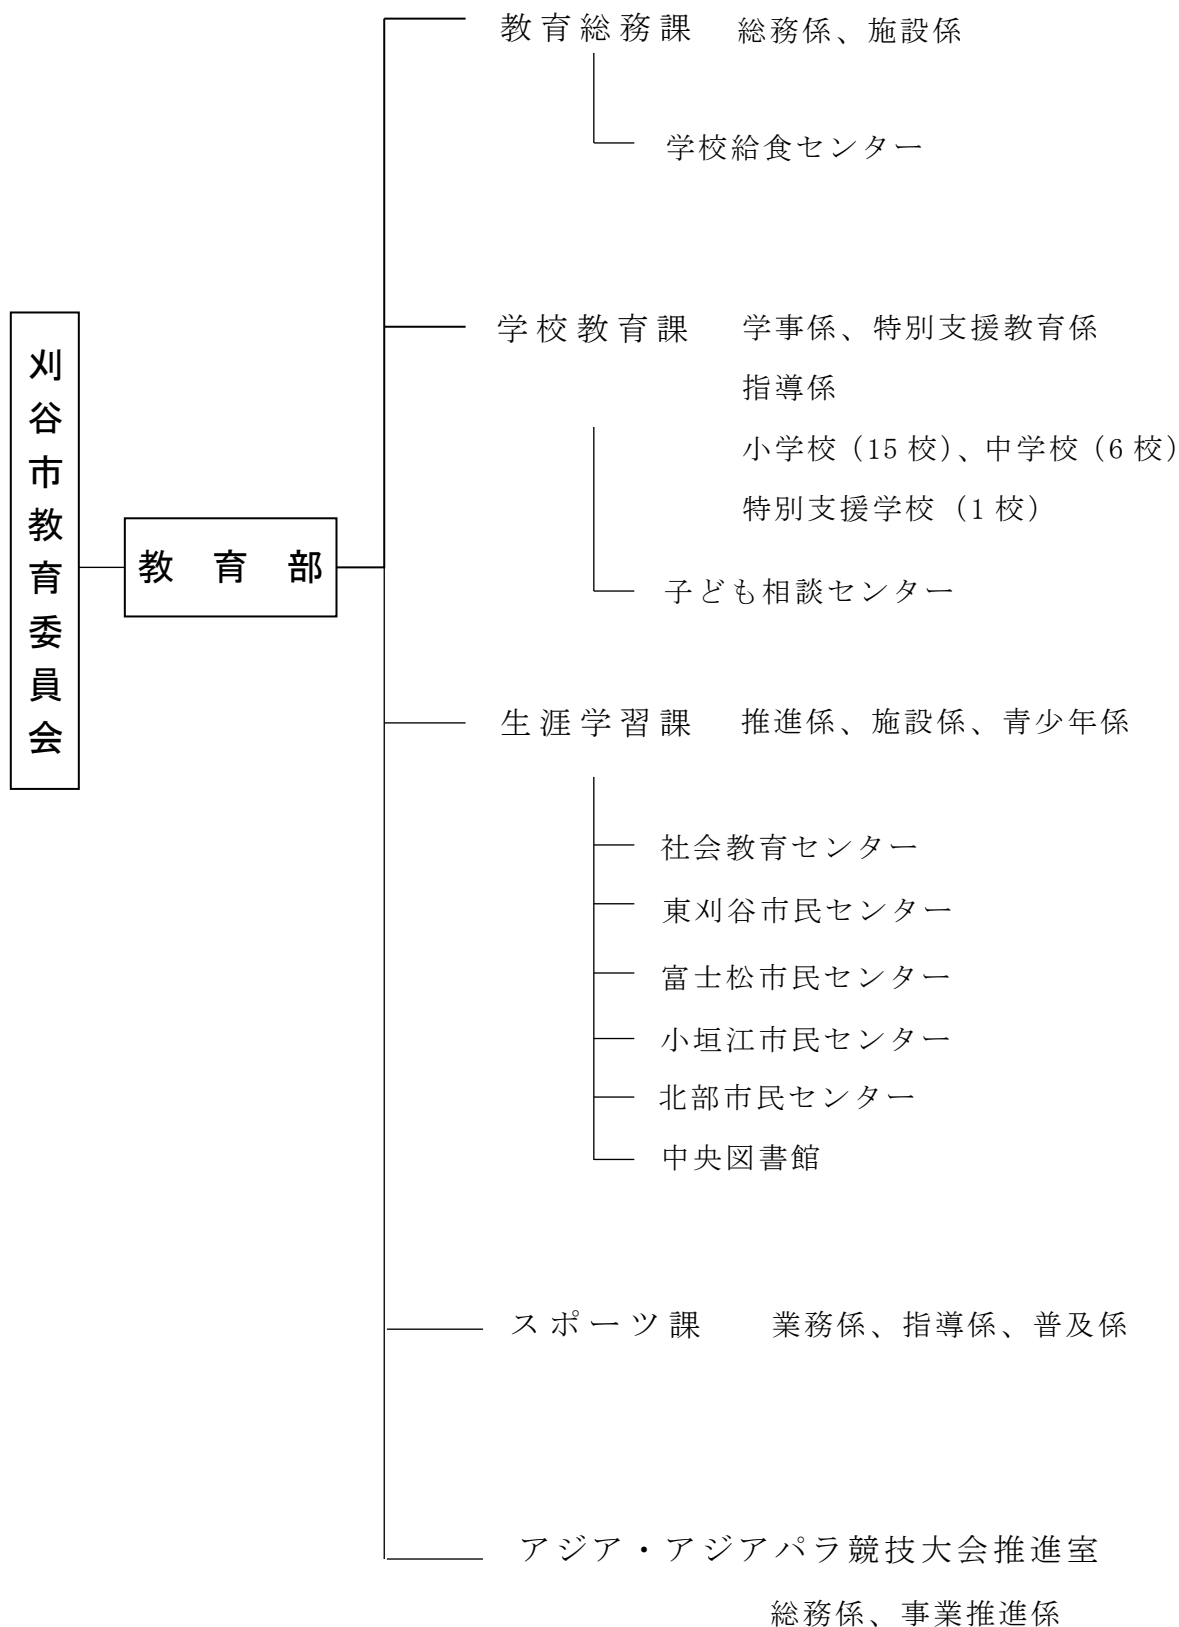 刈谷市教育委員会
教育部
教育総務課 総務係、施設係
学校給食センター
学校教育課 学事係、特別支援教育係
指導係
小学校（15 校）、中学校（6 校）
特別支援学校（1 校）
子ども相談センター
生涯学習課 推進係、施設係、青少年係
社会教育センター
東刈谷市民センター
富士松市民センター
小垣江市民センター
北部市民センター
中央図書館
スポーツ課 業務係、指導係、普及係
アジア・アジアパラ競技大会推進室
総務係、事業推進係